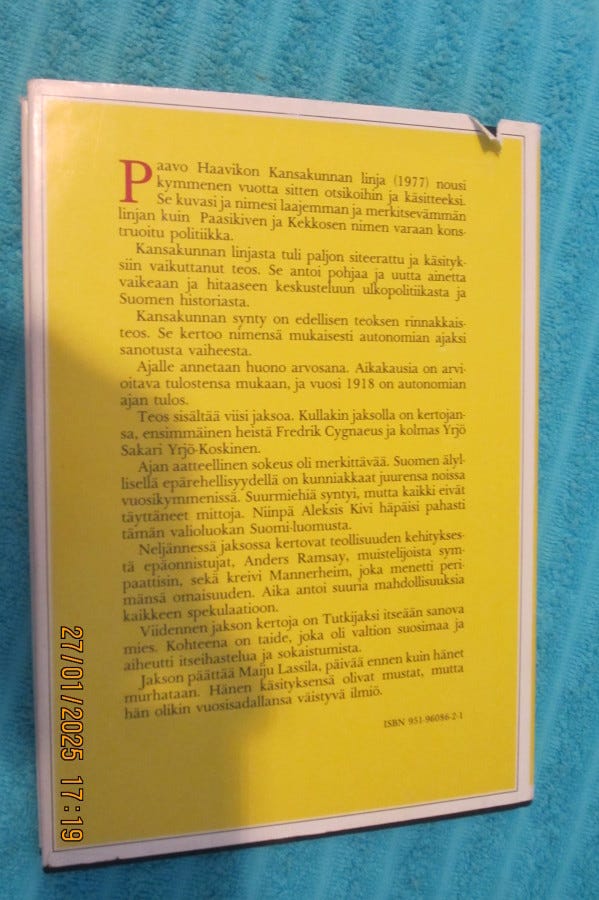 Paavo Haavikon Kansakunnan linja (1977) nousi
kymmenen vuotta sitten otsikoihin ja käsitteeksi.
Se kuvasi ja nimesi laajemman ja merkitsevämmän
linjan kuin Paasikiven ja Kekkosen nimen varaan kons-
truoitu politiikka.
Kansakunnan linjasta tuli paljon siteerattu ja käsityk-
siin vaikuttanut teos. Se antoi pohjaa ja uutta ainetta
vaikeaan ja hitaaseen keskusteluun ulkopolitiikasta ja
Suomen historiasta.
Kansakunnan synty on edellisen teoksen rinnakkais-
teos. Se kertoo nimensä mukaisesti autonomian ajaksi
sanotusta vaiheesta.
Ajalle annetaan huono arvosana. Aikakausia on arvi-
oitava tulostensa mukaan, ja vuosi 1918 on autonomian
ajan tulos.
Teos sisältää viisi jaksoa. Kullakin jaksolla on kertojan-
sa, ensimmäinen heistä Fredrik Cygnaeus ja kolmas Yrjö
Sakari Yrjö-Koskinen.
Ajan aatteellinen sokeus oli merkittävää. Suomen älyl-
lisellä epärehellisyydellä on kunniakkaat juurensa noissa
vuosikymmenissä. Suurmiehiä syntyi, mutta kaikki eivät
täyttäneet mittoja. Niinpä Aleksis Kivi häpäisi pahasti
tämän valioluokan Suomi-luomusta.
Neljännessä jaksossa kertovat teollisuuden kehitykses-
tä epäonnistujat, Anders Ramsay, muistelijoista sym-
paattisin, sekä kreivi Mannerheim, joka menetti peri-
mänsä omaisuuden. Aika antoi suuria mahdollisuuksia
kaikkeen spekulaatioon.
Viidennen jakson kertoja on Tutkijaksi itseään sanova
mies. Kohteena on taide, joka oli valtion suosimaa ja
aiheutti itseihastelua ja sokaistumista.
Jakson päättää Maiju Lassila, päivää ennen kuin hänet
murhataan. Hänen käsityksensä olivat mustat, mutta
hän olikin vuosisadallansa väistyvä ilmiö.
ISBN 951-96086-2-1
27/01/2025 17:19